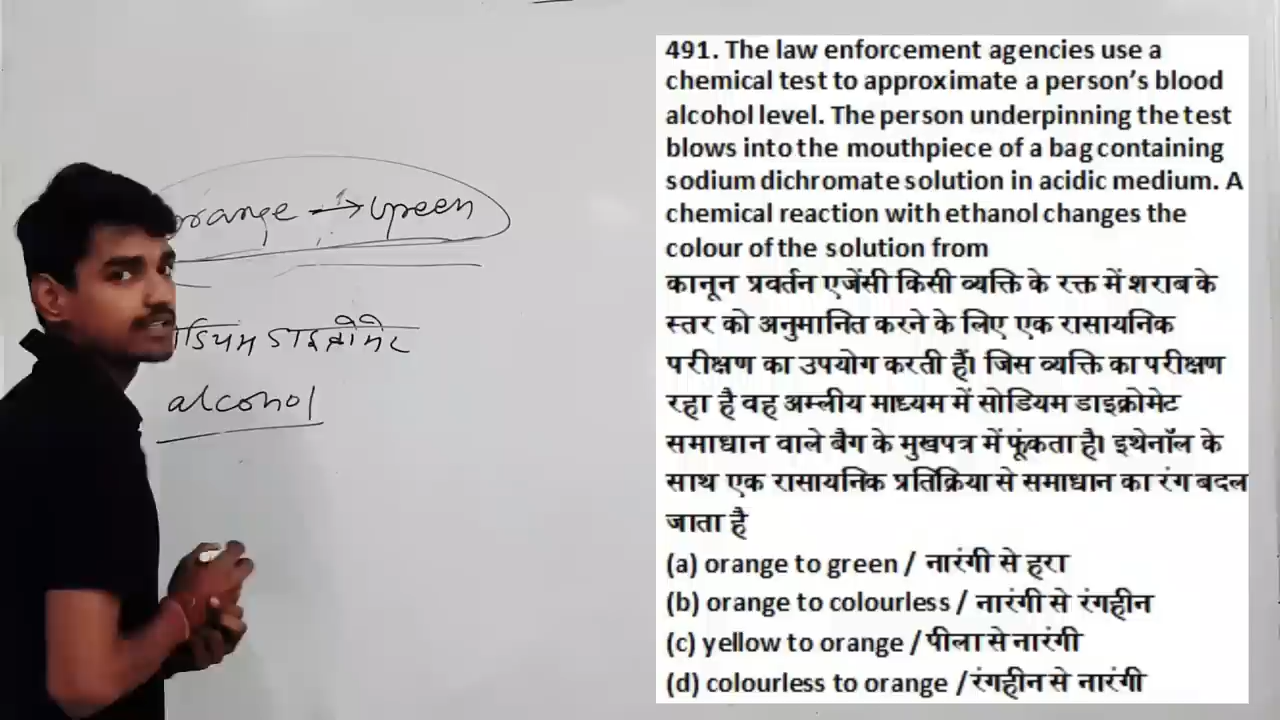 orange → Green
डियम डाइक्रोमेट
alcohol
491. The law enforcement agencies use a
chemical test to approximate a person's blood
alcohol level. The person underpinning the test
blows into the mouthpiece of a bag containing
sodium dichromate solution in acidic medium. A
chemical reaction with ethanol changes the
colour of the solution from
कानून प्रवर्तन एजेंसी किसी व्यक्ति के रक्त में शराब के
स्तर को अनुमानित करने के लिए एक रासायनिक
परीक्षण का उपयोग करती हैं। जिस व्यक्ति का परीक्षण
रहा है वह अम्लीय माध्यम में सोडियम डाइक्रोमेट
समाधान वाले बैग के मुखपत्र में फूंकता है। इथेनॉल के
साथ एक रासायनिक प्रतिक्रिया से समाधान का रंग बदल
जाता है
(a) orange to green / नारंगी से हरा
(b) orange to colourless / नारंगी से रंगहीन
(c) yellow to orange / पीला से नारंगी
(d) colourless to orange / रंगहीन से नारंगी